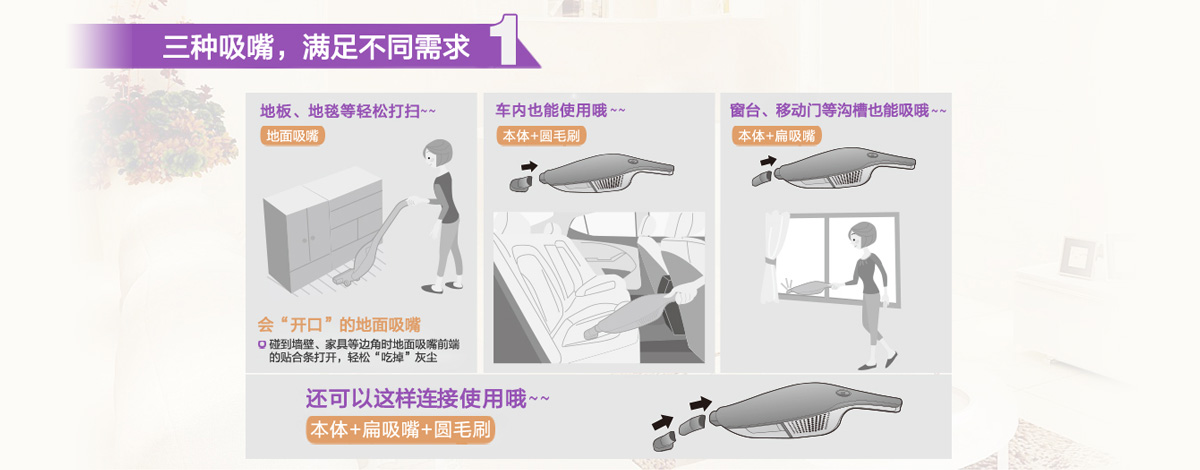 三种吸嘴，满足不同需求
1
地板、地毯等轻松打扫~~
地面吸嘴
会“开口”的地面吸嘴
碰到墙壁、家具等边角时地面吸嘴前端
的贴合条打开，轻松“吃掉”灰尘
车内也能使用哦~~
本体+圆毛刷
窗台、移动门等沟槽也能吸哦~~
本体+扁吸嘴
还可以这样连接使用哦~~
本体+扁吸嘴+圆毛刷